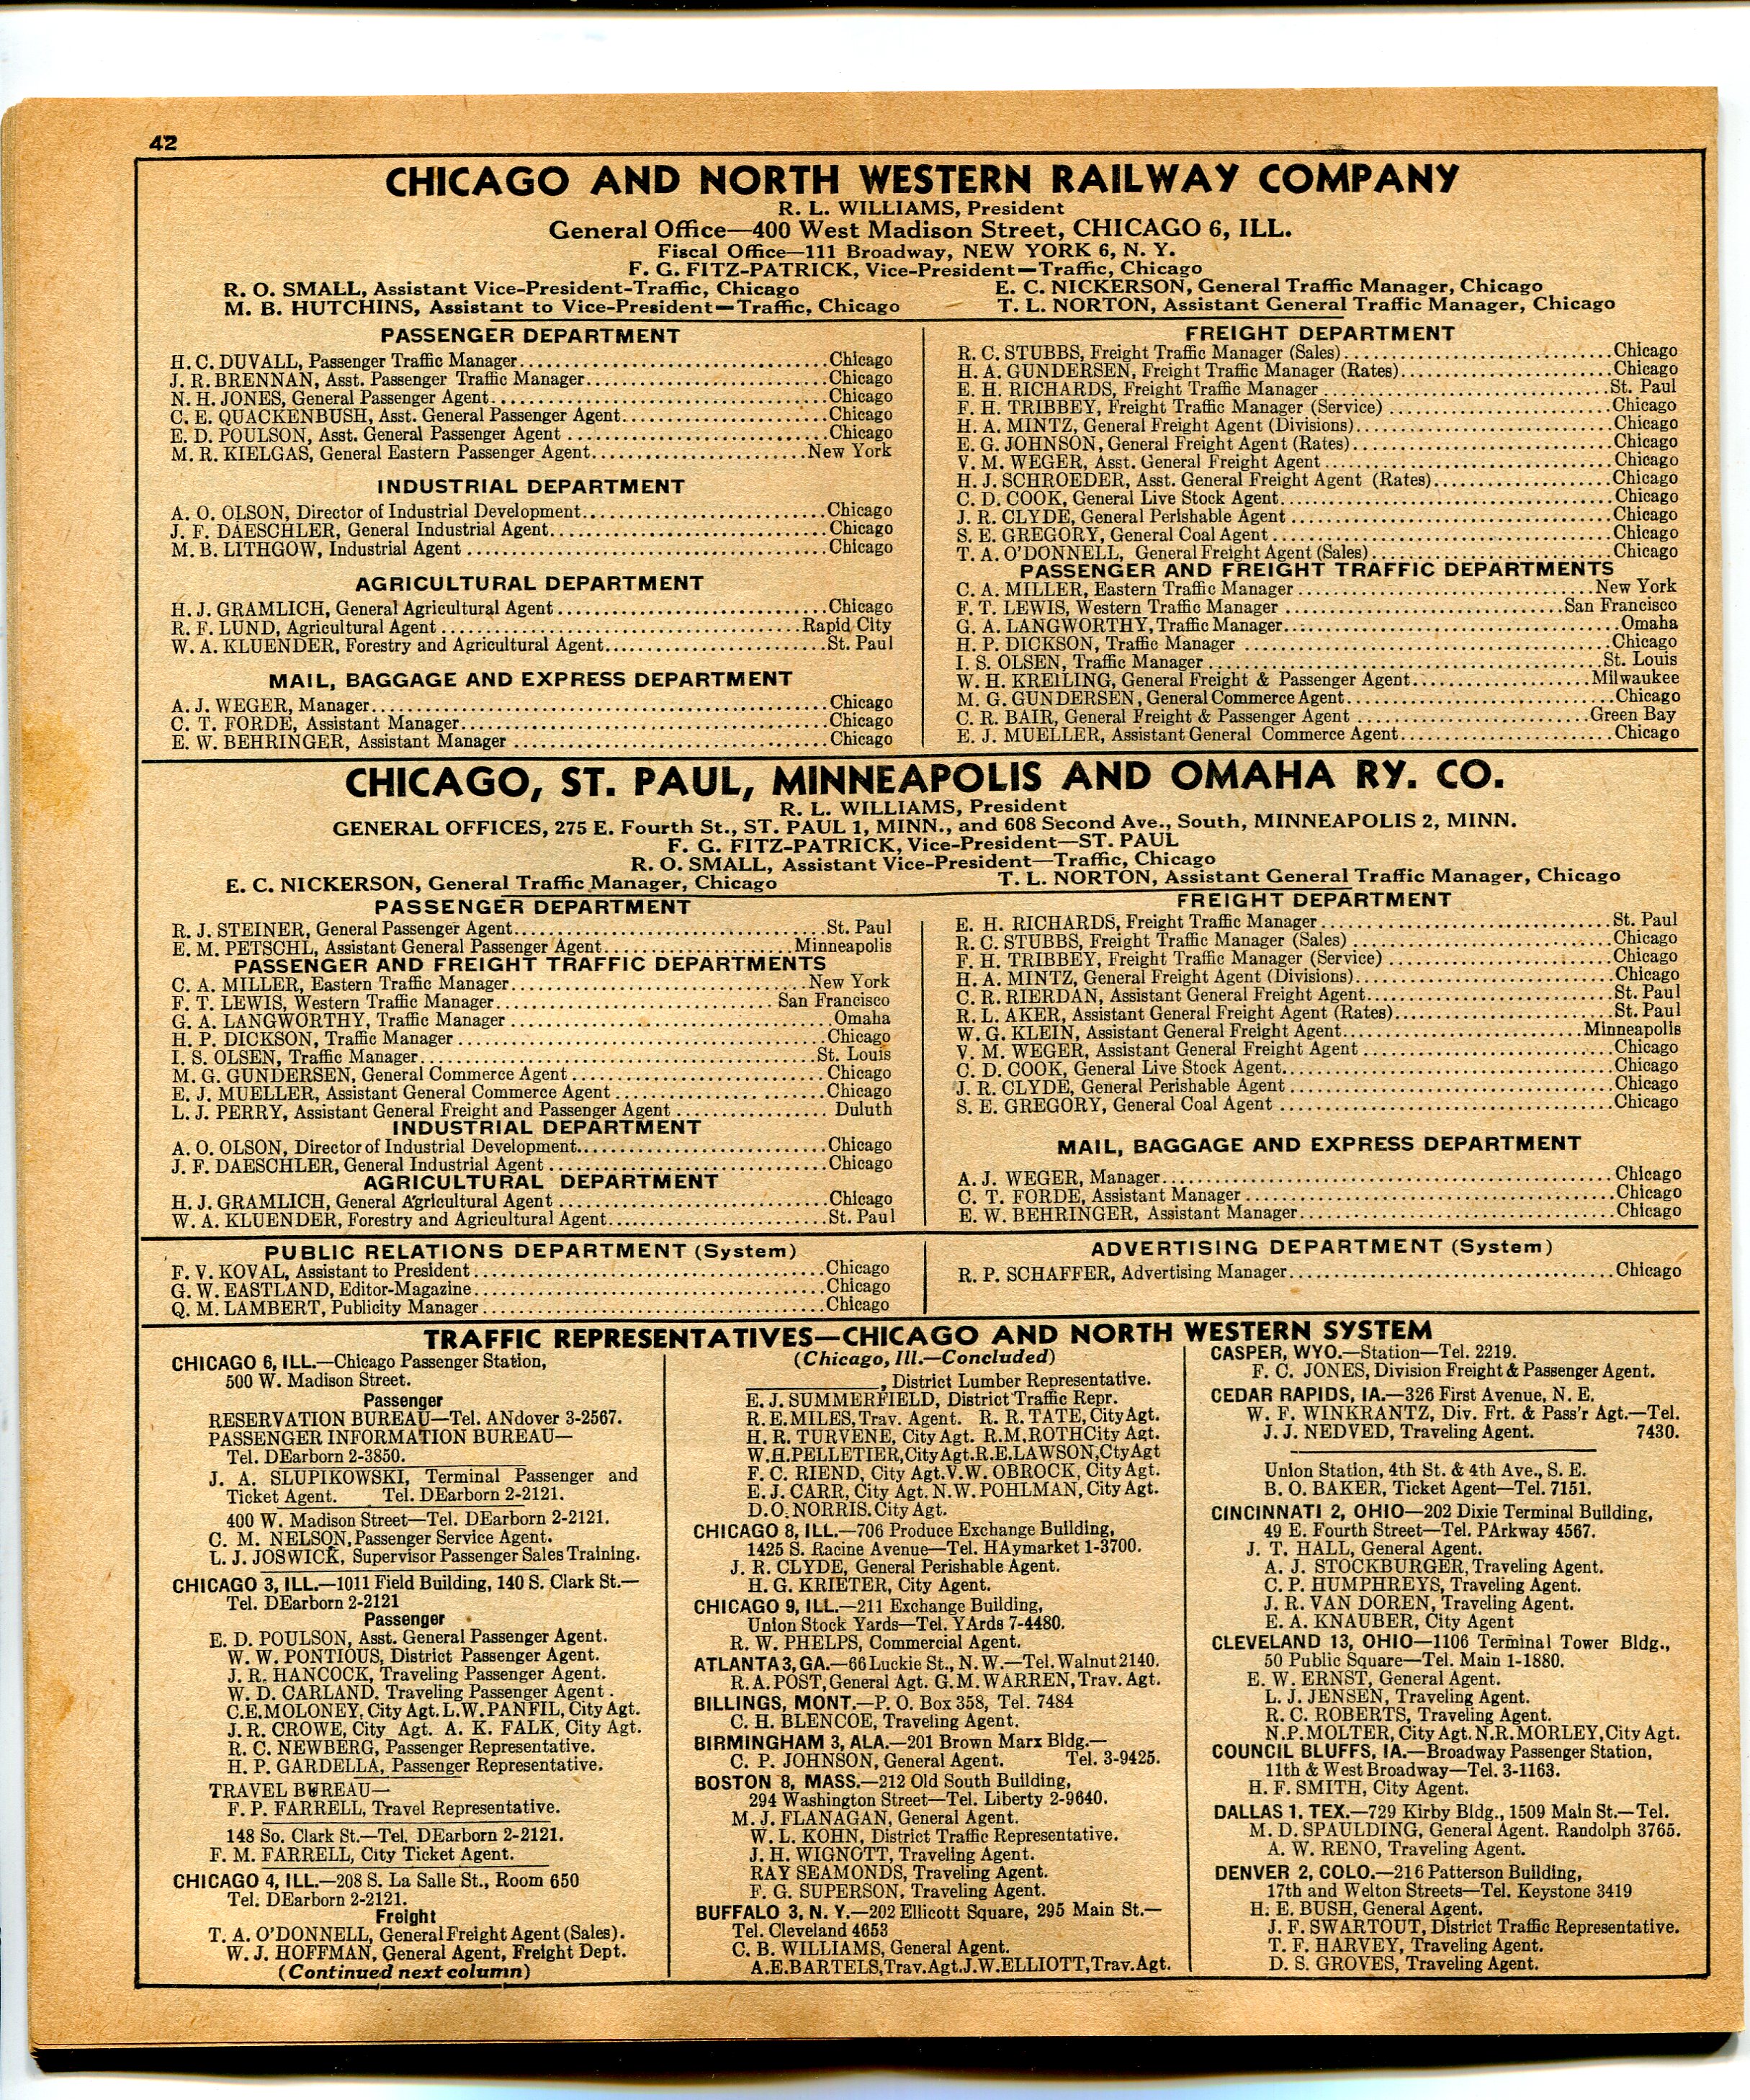 42
CHICAGO AND NORTH WESTERN RAILWAY COMPANY
R. L. WILLIAMS, President
General Office—400 West Madison Street, CHICAGO 6, ILL.
Fiscal Office—111 Broadway, NEW YORK 6, N. Y.
F. G. FITZ-PATRICK, Vice-President—Traffic, Chicago
R. O. SMALL, Assistant Vice-President-Traffic, Chicago
M. B. HUTCHINS, Assistant to Vice-President—Traffic, Chicago
E. C. NICKERSON, General Traffic Manager, Chicago
T. L. NORTON, Assistant General Traffic Manager, Chicago
PASSENGER DEPARTMENT
H. C. DUVALL, Passenger Traffic Manager....Chicago
J. R. BRENNAN, Asst. Passenger Traffic Manager....Chicago
N. H. JONES, General Passenger Agent....Chicago
C. E. QUACKENBUSH, Asst. General Passenger Agent....Chicago
E. D. POULSON, Asst. General Passenger Agent....Chicago
M. R. KIELGAS, General Eastern Passenger Agent....New York
INDUSTRIAL DEPARTMENT
A. O. OLSON, Director of Industrial Development....Chicago
J. F. DAESCHLER, General Industrial Agent....Chicago
M. B. LITHGOW, Industrial Agent....Chicago
AGRICULTURAL DEPARTMENT
H. J. GRAMLICH, General Agricultural Agent....Chicago
R. F. LUND, Agricultural Agent....Rapid City
W. A. KLUENDER, Forestry and Agricultural Agent....St. Paul
MAIL, BAGGAGE AND EXPRESS DEPARTMENT
A. J. WEGER, Manager....Chicago
C. T. FORDE, Assistant Manager....Chicago
E. W. BEHRINGER, Assistant Manager....Chicago
FREIGHT DEPARTMENT
R. C. STUBBS, Freight Traffic Manager (Sales)....Chicago
H. A. GUNDERSEN, Freight Traffic Manager (Rates)....Chicago
E. H. RICHARDS, Freight Traffic Manager....St. Paul
F. H. TRIBBEY, Freight Traffic Manager (Service)....Chicago
H. A. MINTZ, General Freight Agent (Divisions)....Chicago
E. G. JOHNSON, General Freight Agent (Rates)....Chicago
V. M. WEGER, Asst. General Freight Agent....Chicago
H. J. SCHROEDER, Asst. General Freight Agent (Rates)....Chicago
C. D. COOK, General Live Stock Agent....Chicago
J. R. CLYDE, General Perishable Agent....Chicago
S. E. GREGORY, General Coal Agent....Chicago
T. A. O'DONNELL, General Freight Agent (Sales)....Chicago
PASSENGER AND FREIGHT TRAFFIC DEPARTMENTS
C. A. MILLER, Eastern Traffic Manager....New York
F. T. LEWIS, Western Traffic Manager....San Francisco
G. A. LANGWORTHY, Traffic Manager....Omaha
H. P. DICKSON, Traffic Manager....Chicago
I. S. OLSEN, Traffic Manager....St. Louis
W. H. KREILING, General Freight & Passenger Agent....Milwaukee
M. G. GUNDERSEN, General Commerce Agent....Chicago
C. R. BAIR, General Freight & Passenger Agent....Green Bay
E. J. MUELLER, Assistant General Commerce Agent....Chicago
CHICAGO, ST. PAUL, MINNEAPOLIS AND OMAHA RY. CO.
R. L. WILLIAMS, President
GENERAL OFFICES, 275 E. Fourth St., ST. PAUL 1, MINN., and 608 Second Ave., South, MINNEAPOLIS 2, MINN.
F. G. FITZ-PATRICK, Vice-President—ST. PAUL
R. O. SMALL, Assistant Vice-President—Traffic, Chicago
E. C. NICKERSON, General Traffic Manager, Chicago
T. L. NORTON, Assistant General Traffic Manager, Chicago
PASSENGER DEPARTMENT
R. J. STEINER, General Passenger Agent....St. Paul
E. M. PETSCHL, Assistant General Passenger Agent....Minneapolis
PASSENGER AND FREIGHT TRAFFIC DEPARTMENTS
C. A. MILLER, Eastern Traffic Manager....New York
F. T. LEWIS, Western Traffic Manager....San Francisco
G. A. LANGWORTHY, Traffic Manager....Omaha
H. P. DICKSON, Traffic Manager....Chicago
I. S. OLSEN, Traffic Manager....St. Louis
M. G. GUNDERSEN, General Commerce Agent....Chicago
E. J. MUELLER, Assistant General Commerce Agent....Chicago
L. J. PERRY, Assistant General Freight and Passenger Agent....Duluth
INDUSTRIAL DEPARTMENT
A. O. OLSON, Director of Industrial Development....Chicago
J. F. DAESCHLER, General Industrial Agent....Chicago
AGRICULTURAL DEPARTMENT
H. J. GRAMLICH, General Agricultural Agent....Chicago
W. A. KLUENDER, Forestry and Agricultural Agent....St. Paul
FREIGHT DEPARTMENT
E. H. RICHARDS, Freight Traffic Manager....St. Paul
R. C. STUBBS, Freight Traffic Manager (Sales)....Chicago
F. H. TRIBBEY, Freight Traffic Manager (Service)....Chicago
H. A. MINTZ, General Freight Agent (Divisions)....Chicago
C. R. RIERDAN, Assistant General Freight Agent....St. Paul
R. L. AKER, Assistant General Freight Agent (Rates)....St. Paul
W. G. KLEIN, Assistant General Freight Agent....Minneapolis
V. M. WEGER, Assistant General Freight Agent....Chicago
C. D. COOK, General Live Stock Agent....Chicago
J. R. CLYDE, General Perishable Agent....Chicago
S. E. GREGORY, General Coal Agent....Chicago
MAIL, BAGGAGE AND EXPRESS DEPARTMENT
A. J. WEGER, Manager....Chicago
C. T. FORDE, Assistant Manager....Chicago
E. W. BEHRINGER, Assistant Manager....Chicago
PUBLIC RELATIONS DEPARTMENT (System)
F. V. KOVAL, Assistant to President....Chicago
G. W. EASTLAND, Editor-Magazine....Chicago
Q. M. LAMBERT, Publicity Manager....Chicago
ADVERTISING DEPARTMENT (System)
R. P. SCHAFFER, Advertising Manager....Chicago
TRAFFIC REPRESENTATIVES—CHICAGO AND NORTH WESTERN SYSTEM
CHICAGO 6, ILL.—Chicago Passenger Station,
500 W. Madison Street.
Passenger
RESERVATION BUREAU—Tel. ANdover 3-2567.
PASSENGER INFORMATION BUREAU—
Tel. DEarborn 2-3850.
J. A. SLUPIKOWSKI, Terminal Passenger and
Ticket Agent. Tel. DEarborn 2-2121.
400 W. Madison Street—Tel. DEarborn 2-2121.
C. M. NELSON, Passenger Service Agent.
L. J. JOSWICK, Supervisor Passenger Sales Training.
CHICAGO 3, ILL.—1011 Field Building, 140 S. Clark St.—
Tel. DEarborn 2-2121
Passenger
E. D. POULSON, Asst. General Passenger Agent.
W. W. PONTIOUS, District Passenger Agent.
J. R. HANCOCK, Traveling Passenger Agent.
W. D. CARLAND. Traveling Passenger Agent.
C.E.MOLONEY, City Agt. L.W.PANFIL, City Agt.
J. R. CROWE, City Agt. A. K. FALK, City Agt.
R. C. NEWBERG, Passenger Representative.
H. P. GARDELLA, Passenger Representative.
TRAVEL BUREAU—
F. P. FARRELL, Travel Representative.
148 So. Clark St.—Tel. DEarborn 2-2121.
F. M. FARRELL, City Ticket Agent.
CHICAGO 4, ILL.—208 S. La Salle St., Room 650
Tel. DEarborn 2-2121.
Freight
T. A. O'DONNELL, General Freight Agent (Sales).
W. J. HOFFMAN, General Agent, Freight Dept.
(Continued next column)
(Chicago, Ill.—Concluded)
, District Lumber Representative.
E. J. SUMMERFIELD, District Traffic Repr.
R.E.MILES, Trav. Agent. R. R. TATE, City Agt.
H. R. TURVENE, City Agt. R.M.ROTH City Agt.
W.H.PELLETIER, City Agt.R.E.LAWSON, Cty Agt
F. C. RIEND, City Agt. V.W. OBROCK, City Agt.
E. J. CARR, City Agt. N.W. POHLMAN, City Agt.
D.O.NORRIS. City Agt.
CHICAGO 8, ILL.—706 Produce Exchange Building,
1425 S. Racine Avenue—Tel. HAymarket 1-3700.
J. R. CLYDE, General Perishable Agent.
H. G. KRIETER, City Agent.
CHICAGO 9, ILL.—211 Exchange Building,
Union Stock Yards—Tel. YArds 7-4480.
R. W. PHELPS, Commercial Agent.
ATLANTA 3, GA.—66 Luckie St., N. W.—Tel. Walnut 2140.
R. A. POST, General Agt. G. M. WARREN, Trav. Agt.
BILLINGS, MONT.—P. O. Box 358, Tel. 7484
C. H. BLENCOE, Traveling Agent.
BIRMINGHAM 3, ALA.—201 Brown Marx Bldg.—
C. P. JOHNSON, General Agent. Tel. 3-9425.
BOSTON 8, MASS.—212 Old South Building,
294 Washington Street—Tel. Liberty 2-9640.
M. J. FLANAGAN, General Agent.
W. L. KOHN, District Traffic Representative.
J. H. WIGNOTT, Traveling Agent.
RAY SEAMONDS, Traveling Agent.
F. G. SUPERSON, Traveling Agent.
BUFFALO 3, N. Y.—202 Ellicott Square, 295 Main St.—
Tel. Cleveland 4653
C. B. WILLIAMS, General Agent.
A.E.BARTELS, Trav.Agt. J.W.ELLIOTT, Trav. Agt.
CASPER, WYO.—Station—Tel. 2219.
F. C. JONES, Division Freight & Passenger Agent.
CEDAR RAPIDS, IA.—326 First Avenue, N. E.
W. F. WINKRANTZ, Div. Frt. & Pass'r Agt.—Tel.
J. J. NEDVED, Traveling Agent. 7430.
Union Station, 4th St. & 4th Ave., S. E.
B. O. BAKER, Ticket Agent—Tel. 7151.
CINCINNATI 2, OHIO—202 Dixie Terminal Building,
49 E. Fourth Street—Tel. PArkway 4567.
J. T. HALL, General Agent.
A. J. STOCKBURGER, Traveling Agent.
C. P. HUMPHREYS, Traveling Agent.
J. R. VAN DOREN, Traveling Agent.
E. A. KNAUBER, City Agent
CLEVELAND 13, OHIO—1106 Terminal Tower Bldg.,
50 Public Square—Tel. Main 1-1880.
E. W. ERNST, General Agent.
L. J. JENSEN, Traveling Agent.
R. C. ROBERTS, Traveling Agent.
N.P.MOLTER, City Agt. N.R.MORLEY, City Agt.
COUNCIL BLUFFS, IA.—Broadway Passenger Station,
11th & West Broadway—Tel. 3-1163.
H. F. SMITH, City Agent.
DALLAS 1, TEX.—729 Kirby Bldg., 1509 Main St.—Tel.
M. D. SPAULDING, General Agent. Randolph 3765.
A. W. RENO, Traveling Agent.
DENVER 2, COLO.—216 Patterson Building,
17th and Welton Streets—Tel. Keystone 3419
H. E. BUSH, General Agent.
J. F. SWARTOUT, District Traffic Representative.
T. F. HARVEY, Traveling Agent.
D. S. GROVES, Traveling Agent.